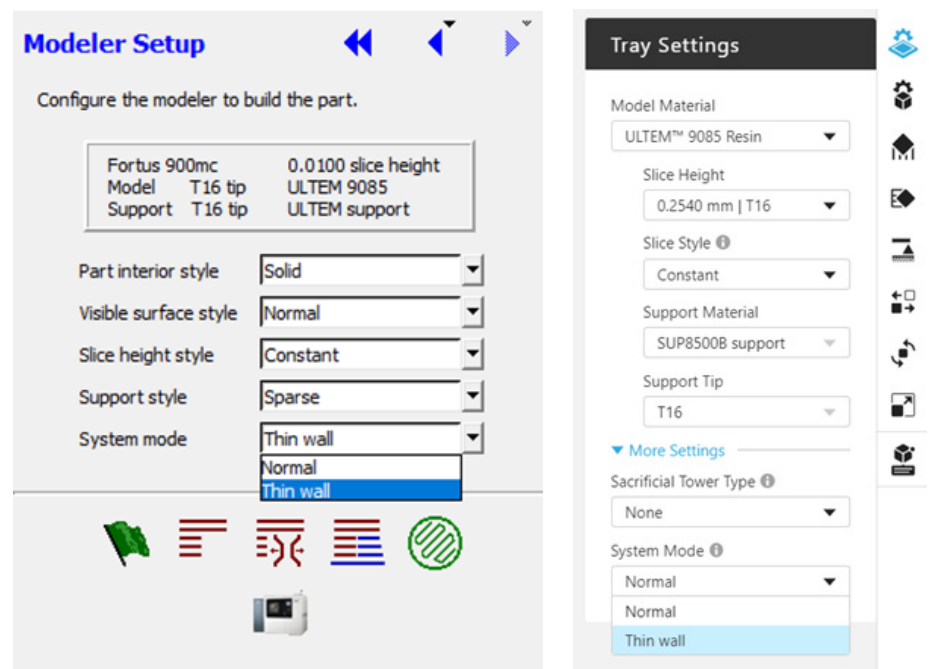 Modeler Setup
Configure the modeler to build the part.
Fortus 900mc 0.0100 slice height
Model T16 tip ULTEM 9085
Support T16 tip ULTEM support
Part interior style Solid
Visible surface style Normal
Slice height style Constant
Support style Sparse
System mode Thin wall
Normal
Thin wall
Tray Settings
Model Material
ULTEM™ 9085 Resin
Slice Height
0.2540 mm | T16
Slice Style
Constant
Support Material
SUP8500B support
Support Tip
T16
More Settings
Sacrificial Tower Type
None
System Mode
Normal
Normal
Thin wall